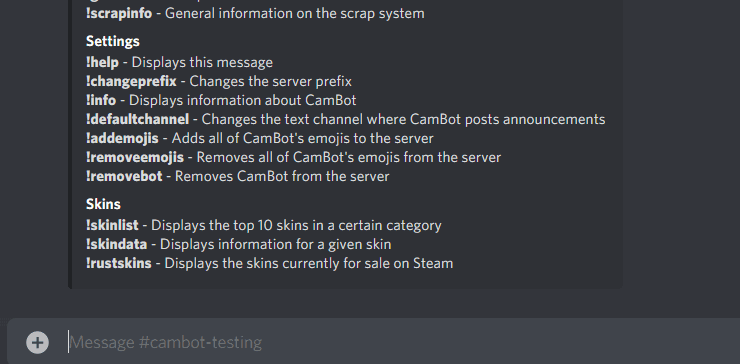 !scrapinfo - General information on the scrap system
Settings
!help - Displays this message
!changeprefix - Changes the server prefix
!info - Displays information about CamBot
!defaultchannel - Changes the text channel where CamBot posts announcements
!addemojis - Adds all of CamBot's emojis to the server
!removeemojis - Removes all of CamBot's emojis from the server
!removebot - Removes CamBot from the server
Skins
!skinlist - Displays the top 10 skins in a certain category
!skindata - Displays information for a given skin
!rustskins - Displays the skins currently for sale on Steam
Message #cambot-testing